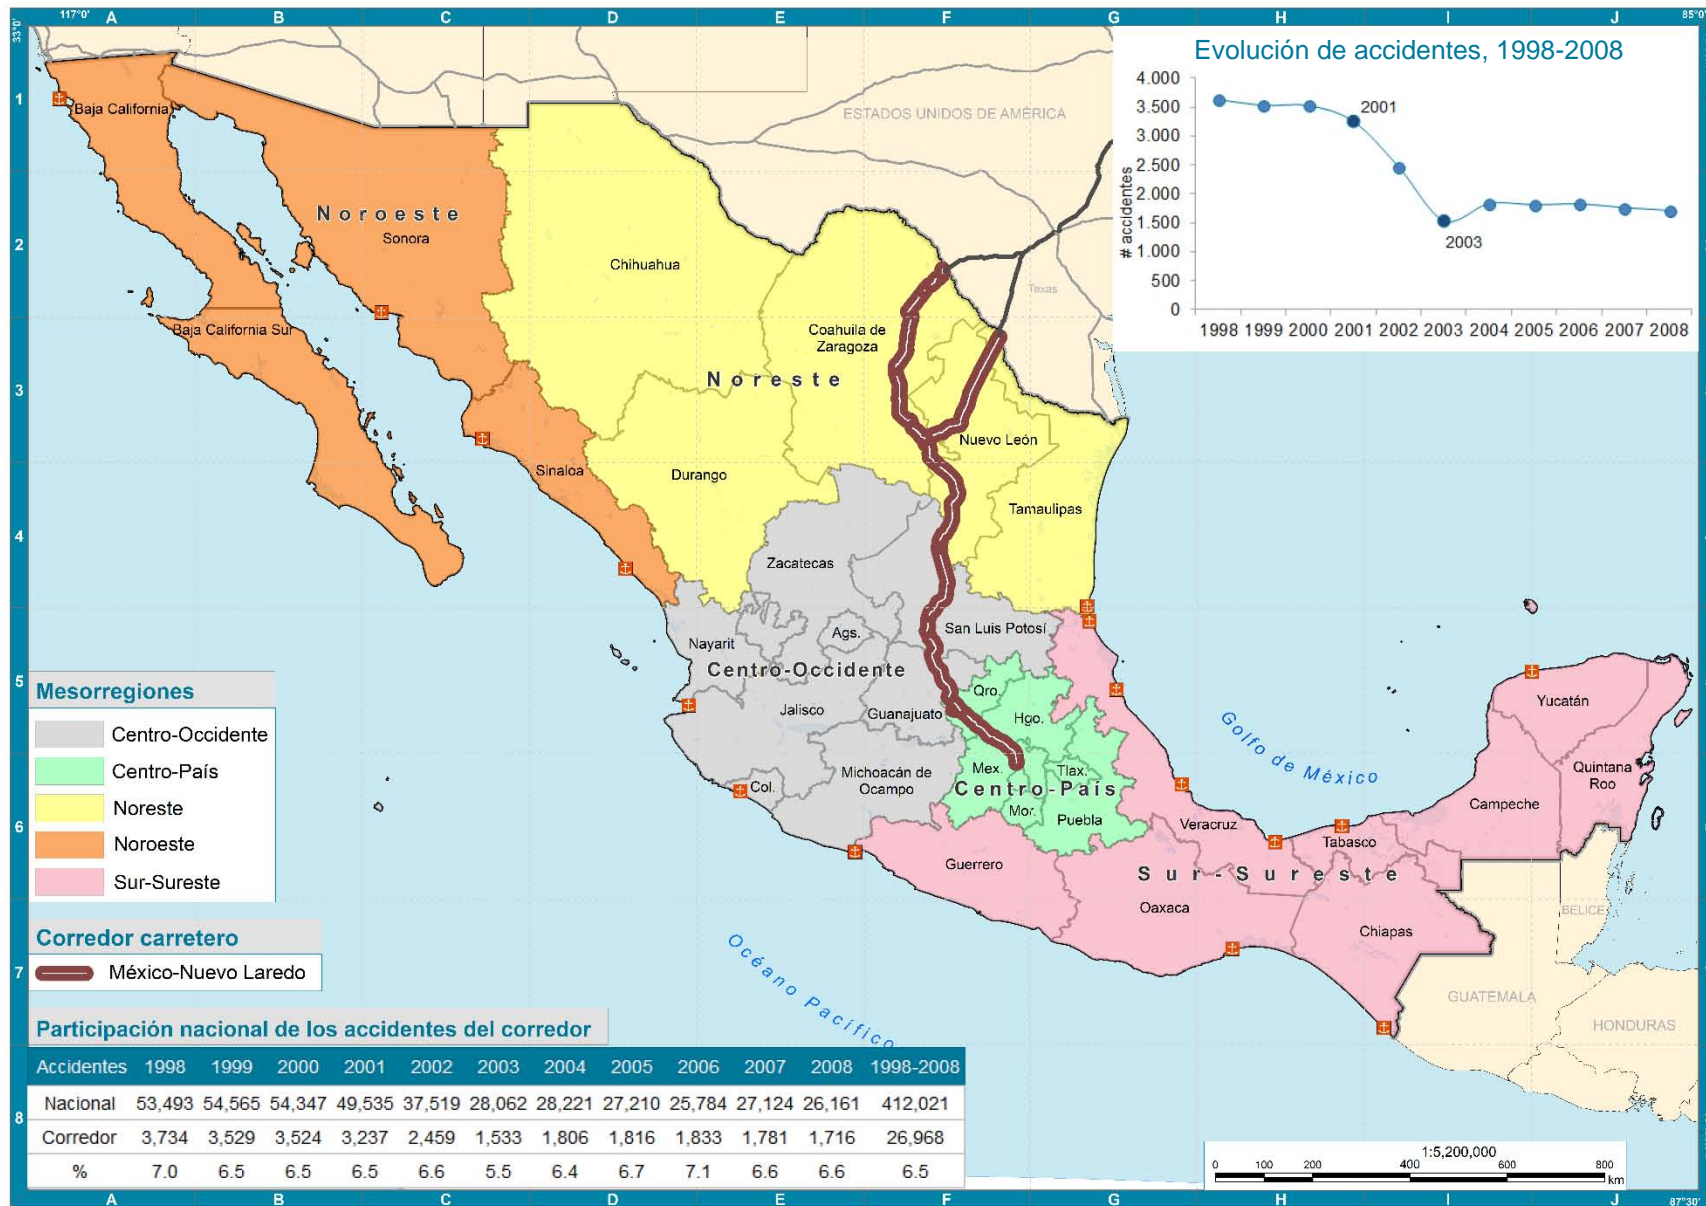 117°0'
A
B
C
D
E
F
G
H
I
J
85°0'
33°0'
1
2
3
4
5
6
7
8
Evolución de accidentes, 1998-2008
# accidentes
4.000
3.500
3.000
2.500
2.000
1.500
1.000
500
0
2001
2003
1998 1999 2000 2001 2002 2003 2004 2005 2006 2007 2008
ESTADOS UNIDOS DE AMÉRICA
Texas
Baja California
Noroeste
Sonora
Chihuahua
Baja California Sur
Coahuila de
Zaragoza
Noreste
Nuevo León
Sinaloa
Durango
Tamaulipas
Zacatecas
Nayarit
Ags.
San Luis Potosí
Centro-Occidente
Qro.
Jalisco
Guanajuato
Hgo.
Michoacán de
Ocampo
Mex.
Tlax.
Centro-País
Col.
Mor.
Puebla
Golfo de México
Yucatán
Quintana
Roo
Campeche
Veracruz
Tabasco
Guerrero
Sur-Sureste
Oaxaca
Chiapas
BELICE
GUATEMALA
HONDURAS
Océano Pacífico
Mesorregiones
Centro-Occidente
Centro-País
Noreste
Noroeste
Sur-Sureste
Corredor carretero
México-Nuevo Laredo
Participación nacional de los accidentes del corredor
Accidentes 1998 1999 2000 2001 2002 2003 2004 2005 2006 2007 2008 1998-2008
Nacional 53,493 54,565 54,347 49,535 37,519 28,062 28,221 27,210 25,784 27,124 26,161 412,021
Corredor 3,734 3,529 3,524 3,237 2,459 1,533 1,806 1,816 1,833 1,781 1,716 26,968
% 7.0 6.5 6.5 6.5 6.6 5.5 6.4 6.7 7.1 6.6 6.6 6.5
1:5,200,000
0 100 200 400 600 800
km
A
B
C
D
E
F
G
H
I
J
87°30'